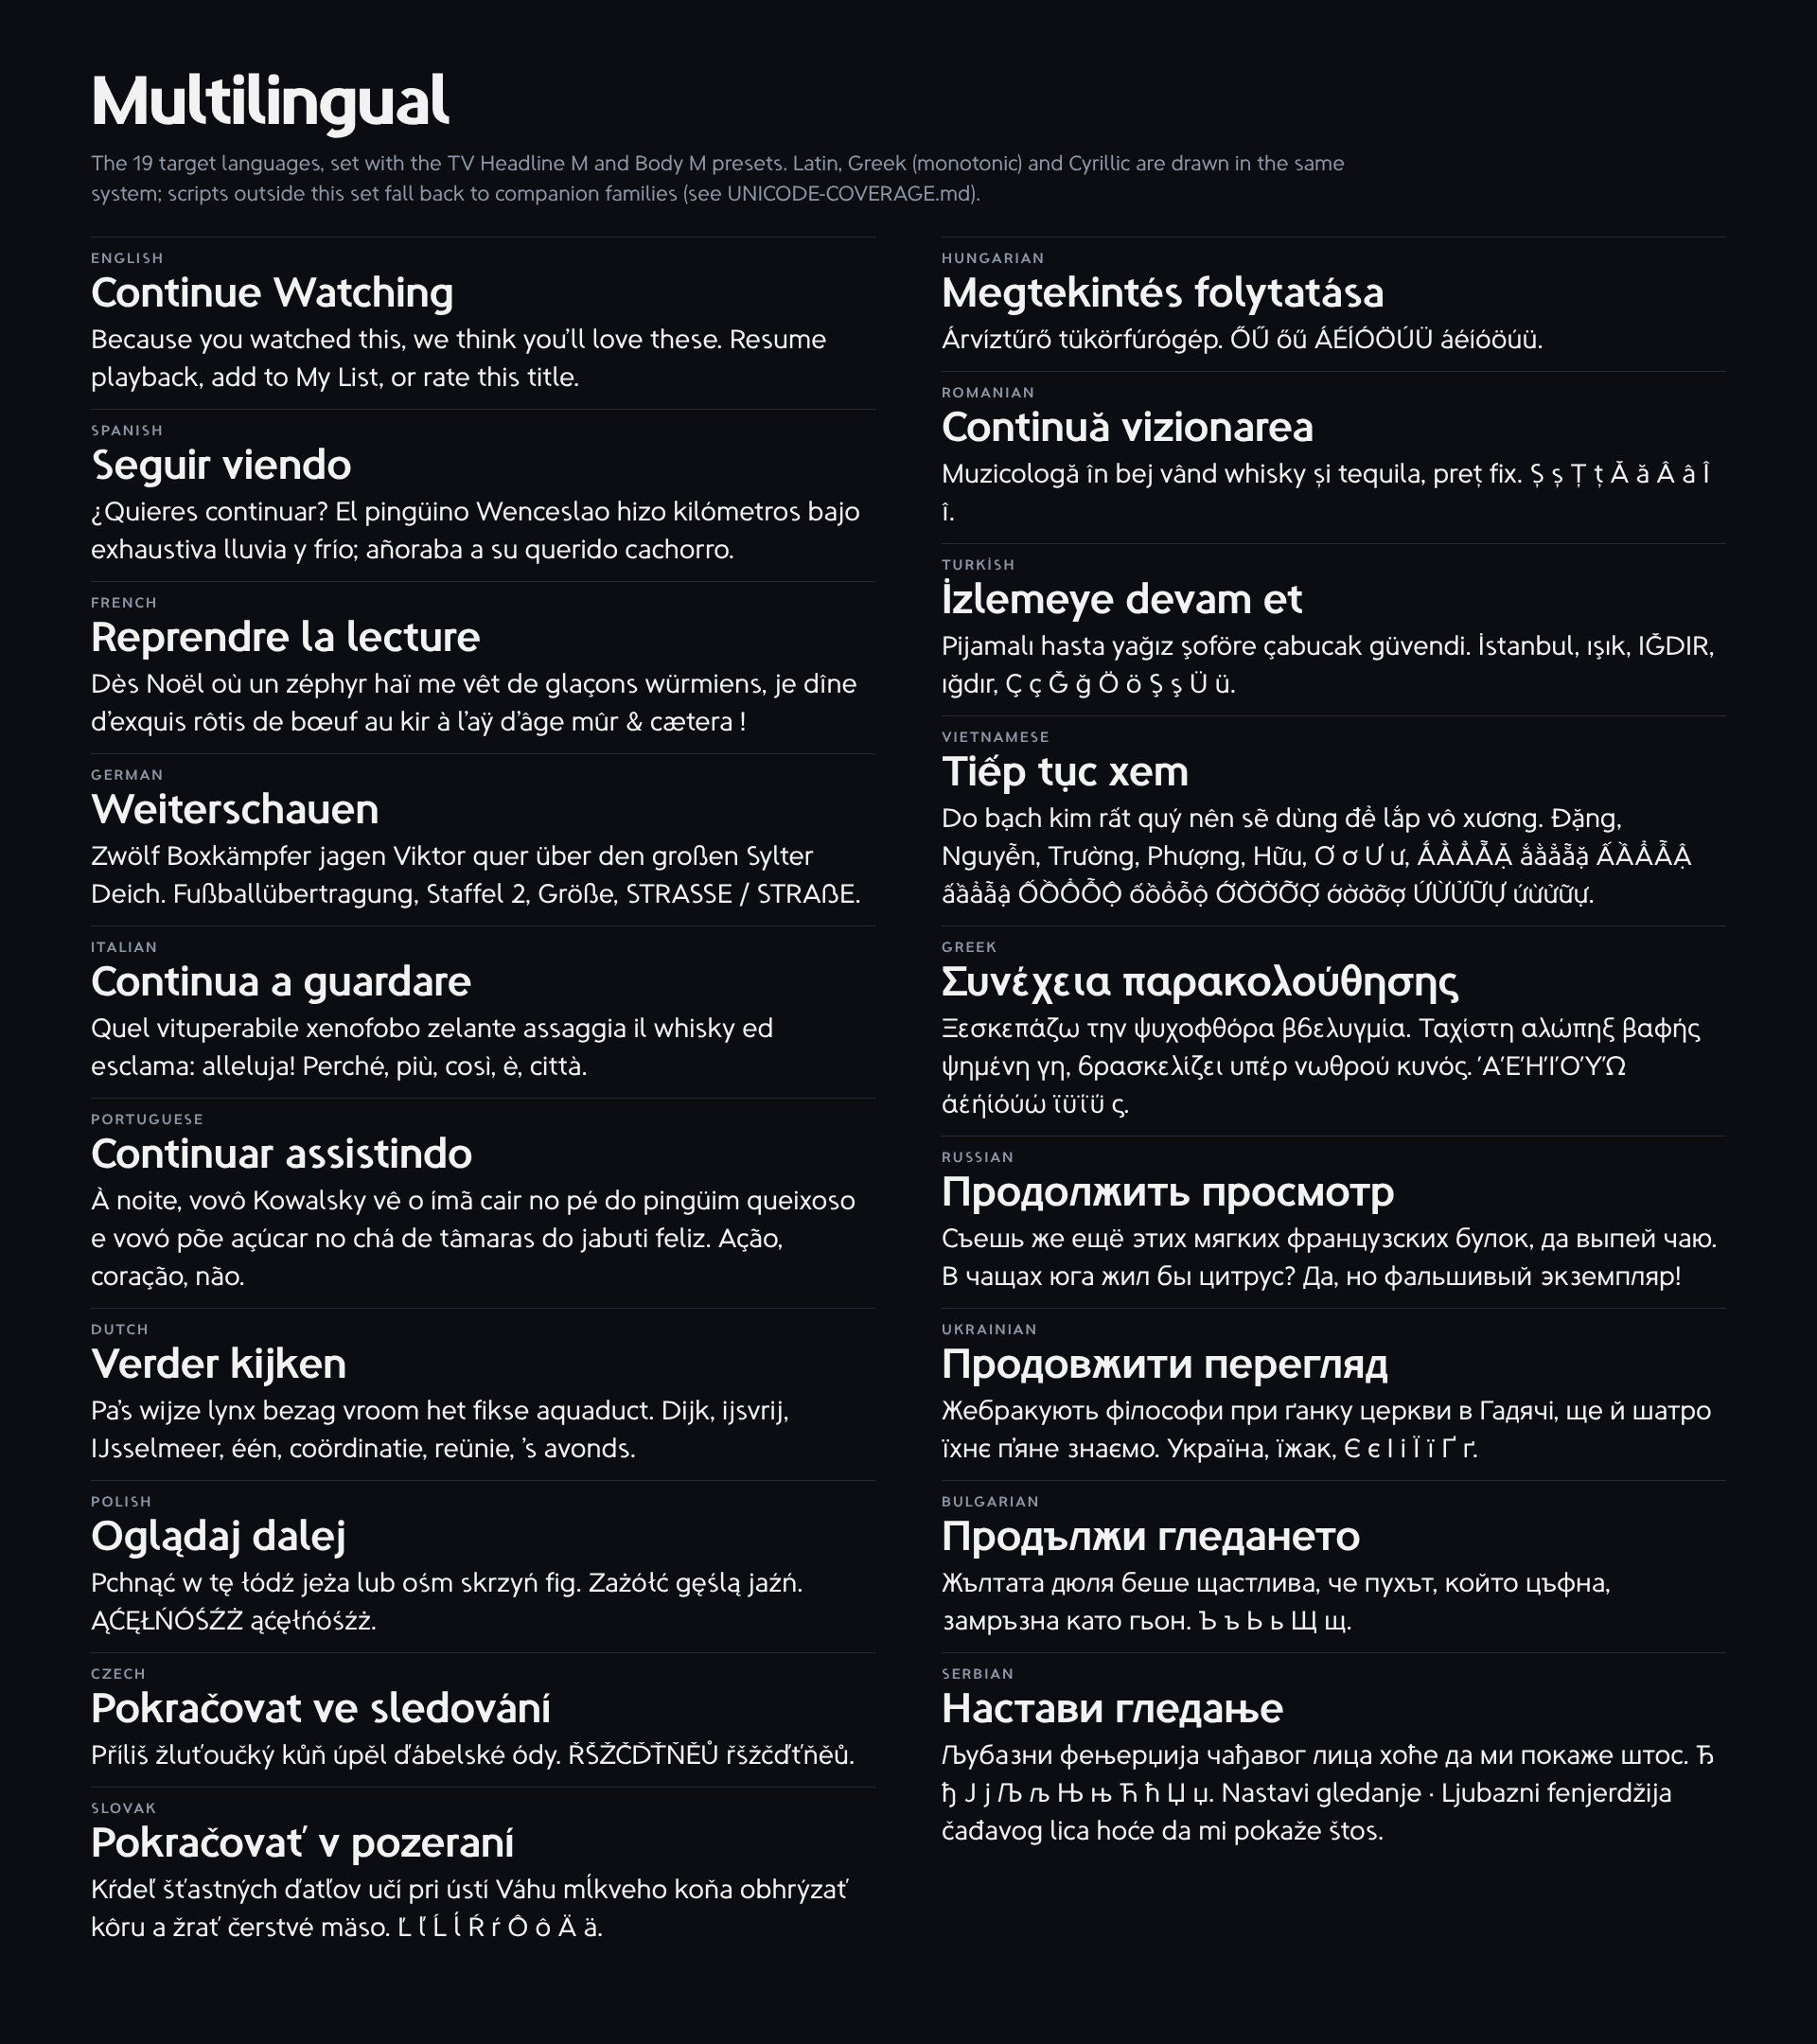 Multilingual
The 19 target languages, set with the TV Headline M and Body M presets. Latin, Greek (monotonic) and Cyrillic are drawn in the same
system; scripts outside this set fall back to companion families (see UNICODE-COVERAGE.md).
ENGLISH
Continue Watching
Because you watched this, we think you’ll love these. Resume
playback, add to My List, or rate this title.
SPANISH
Seguir viendo
¿Quieres continuar? El pingüino Wenceslao hizo kilómetros bajo
exhaustiva lluvia y frío; añoraba a su querido cachorro.
FRENCH
Reprendre la lecture
Dès Noël où un zéphyr haï me vêt de glaçons würmiens, je dîne
d’exquis rôtis de bœuf au kir à l’aÿ d’âge mûr & cætera !
GERMAN
Weiterschauen
Zwölf Boxkämpfer jagen Viktor quer über den großen Sylter
Deich. Fußballübertragung, Staffel 2, Größe, STRASSE / STRAẞE.
ITALIAN
Continua a guardare
Quel vituperabile xenofobo zelante assaggia il whisky ed
esclama: alleluja! Perché, più, così, è, città.
PORTUGUESE
Continuar assistindo
À noite, vovô Kowalsky vê o ímã cair no pé do pingüim queixoso
e vovó põe açúcar no chá de tâmaras do jabuti feliz. Ação,
coração, não.
DUTCH
Verder kijken
Pa’s wijze lynx bezag vroom het fikse aquaduct. Dijk, ijsvrij,
IJsselmeer, één, coördinatie, reünie, ’s avonds.
POLISH
Oglądaj dalej
Pchnąć w tę łódź jeża lub ośm skrzyń fig. Zażółć gęślą jaźń.
ĄĆĘŁŃÓŚŹŻ ąćęłńóśźż.
CZECH
Pokračovat ve sledování
Příliš žluťoučký kůň úpěl ďábelské ódy. ŘŠŽČĎŤŇĚŮ řšžčďťňěů.
SLOVAK
Pokračovať v pozeraní
Kŕdeľ šťastných ďatľov učí pri ústí Váhu mĺkveho koňa obhrýzať
kôru a žrať čerstvé mäso. Ľ ľ Ĺ ĺ Ŕ ŕ Ô ô Ä ä.
HUNGARIAN
Megtekintés folytatása
Árvíztűrő tükörfúrógép. ŐŰ őű ÁÉÍÓÖÚÜ áéíóöúü.
ROMANIAN
Continuă vizionarea
Muzicologă în bej vând whisky și tequila, preț fix. Ș ș Ț ț Ă ă Â â Î
î.
TURKİSH
İzlemeye devam et
Pijamalı hasta yağız şoföre çabucak güvendi. İstanbul, ışık, IĞDIR,
ığdır, Ç ç Ğ ğ Ö ö Ş ş Ü ü.
VIETNAMESE
Tiếp tục xem
Do bạch kim rất quý nên sẽ dùng để lắp vô xương. Đặng,
Nguyễn, Trường, Phượng, Hữu, Ơ ơ Ư ư, ẮẰẲẴẶ ắằẳẵặ ẤẦẨẪẬ
ấầẩẫậ ỐỒỔỖỘ ốồổỗộ ỚỜỞỠỢ ớờởỡợ ỨỪỬỮỰ ứừửữự.
GREEK
Συνέχεια παρακολούθησης
Ξεσκεπάζω την ψυχοφθόρα βδελυγμία. Ταχίστη αλώπηξ βαφής
ψημένη γη, δρασκελίζει υπέρ νωθρού κυνός. ΆΈΉΊΌΎΏ
άέήίόύώ ϊϋΐΰ ς.
RUSSIAN
Продолжить просмотр
Съешь же ещё этих мягких французских булок, да выпей чаю.
В чащах юга жил бы цитрус? Да, но фальшивый экземпляр!
UKRAINIAN
Продовжити перегляд
Жебракують філософи при ґанку церкви в Гадячі, ще й шатро
їхнє п’яне знаємо. Україна, їжак, Є є І і Ї ї Ґ ґ.
BULGARIAN
Продължи гледането
Жълтата дюля беше щастлива, че пухът, който цъфна,
замръзна като гьон. Ъ ъ Ь ь Щ щ.
SERBIAN
Настави гледање
Љубазни фењерџија чађавог лица хоће да ми покаже штос. Ђ
ђ Ј ј Љ љ Њ њ Ћ ћ Џ џ. Nastavi gledanje · Ljubazni fenjerdžija
čađavog lica hoće da mi pokaže štos.